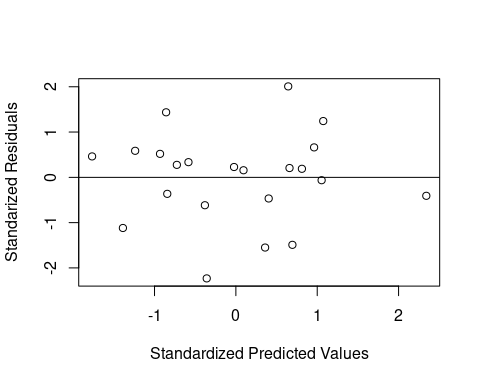 Standarized Residuals
2
1
0
-1
-2
-1 0 1 2
Standardized Predicted Values